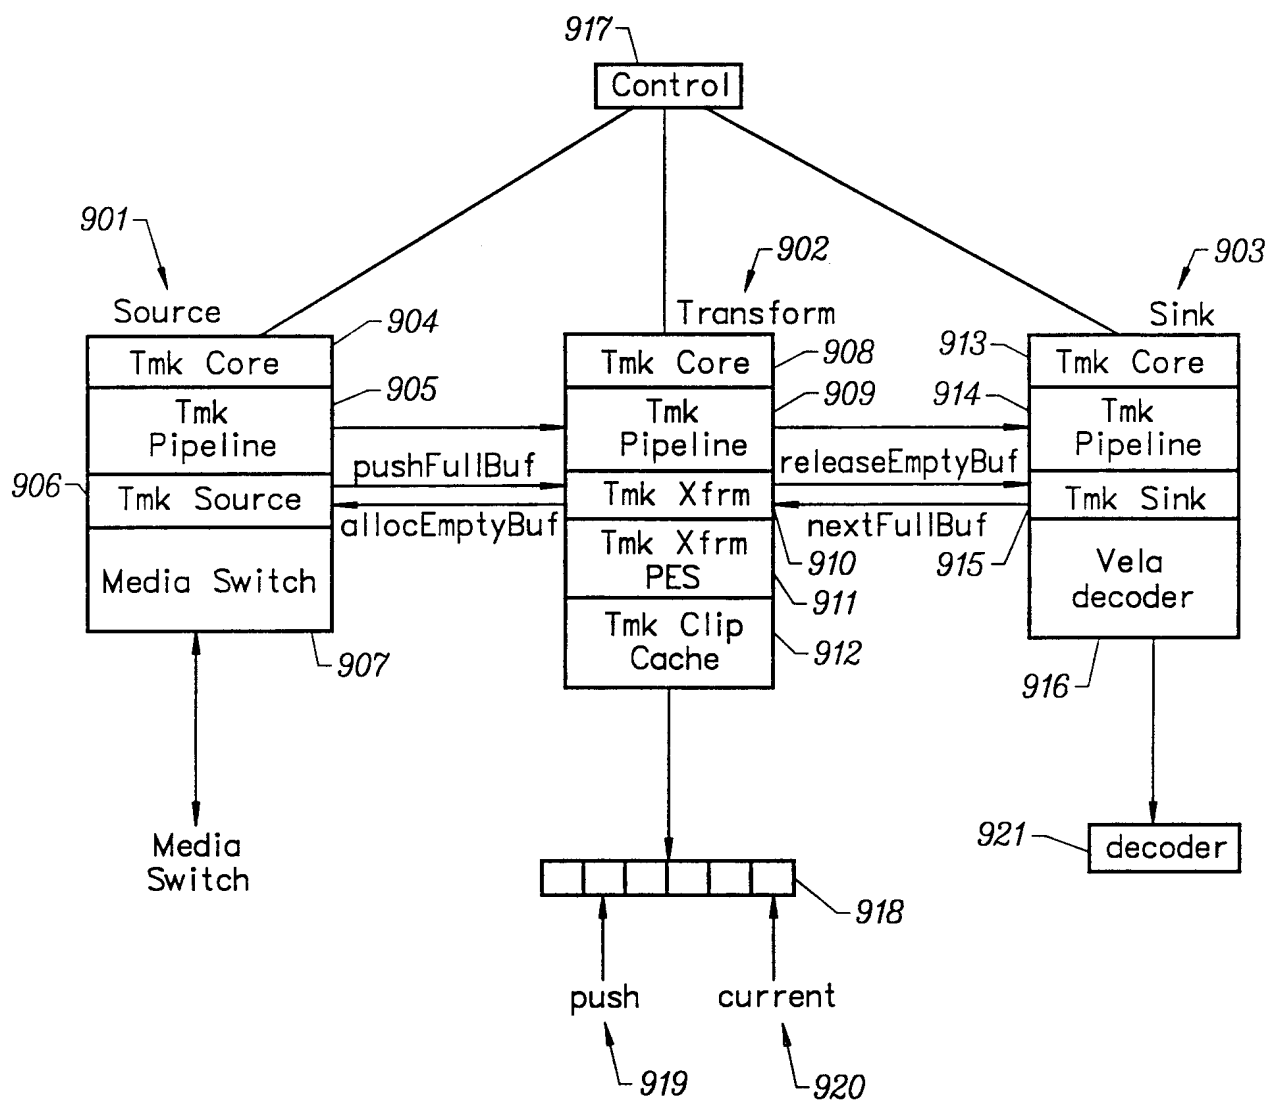 917
Control
901
902
903
Source
Transform
Sink
904
908
913
Tmk Core
Tmk Core
Tmk Core
905
909
914
Tmk
Pipeline
Tmk
Pipeline
Tmk
Pipeline
pushFullBuf
releaseEmptyBuf
906
Tmk Source
Tmk Xfrm
Tmk Sink
allocEmptyBuf
nextFullBuf
910
915
Media Switch
Tmk Xfrm
PES
Vela
decoder
911
Tmk Clip
Cache
912
907
916
Media
Switch
921
decoder
918
push
current
919
920